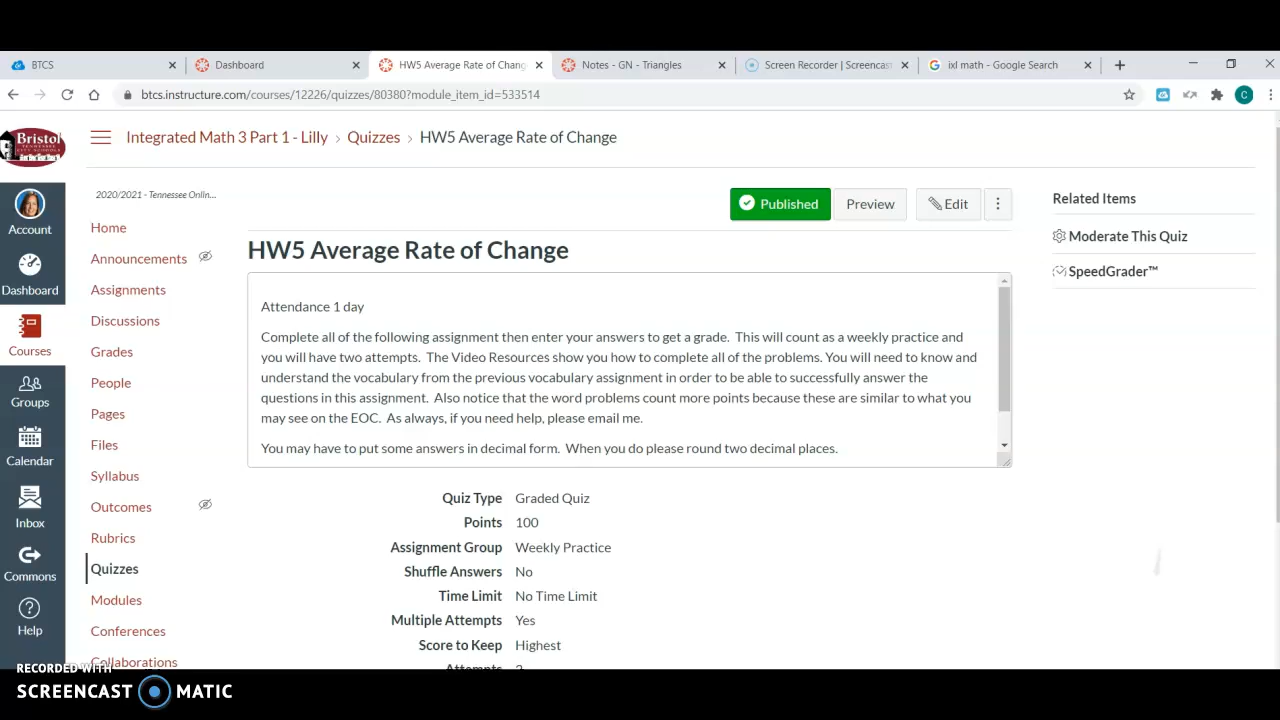 BTCS
Dashboard
HW5 Average Rate of Chang
Notes - GN - Triangles
Screen Recorder | Screencast
ixl math - Google Search
btcs.instructure.com/courses/12226/quizzes/80380?module_item_id=533514
C
Bristol
Integrated Math 3 Part 1 - Lilly › Quizzes › HW5 Average Rate of Change
Account
Dashboard
Courses
Groups
Calendar
Inbox
Commons
Help
2020/2021 - Tennessee Onlin...
Home
Announcements
Assignments
Discussions
Grades
People
Pages
Files
Syllabus
Outcomes
Rubrics
Quizzes
Modules
Conferences
Collaborations
Published
Preview
Edit
HW5 Average Rate of Change
Attendance 1 day
Complete all of the following assignment then enter your answers to get a grade. This will count as a weekly practice and
you will have two attempts. The Video Resources show you how to complete all of the problems. You will need to know and
understand the vocabulary from the previous vocabulary assignment in order to be able to successfully answer the
questions in this assignment. Also notice that the word problems count more points because these are similar to what you
may see on the EOC. As always, if you need help, please email me.
You may have to put some answers in decimal form. When you do please round two decimal places.
Quiz Type Graded Quiz
Points 100
Assignment Group Weekly Practice
Shuffle Answers No
Time Limit No Time Limit
Multiple Attempts Yes
Score to Keep Highest
Attempts 2
Related Items
Moderate This Quiz
SpeedGrader™
RECORDED WITH
SCREENCAST MATIC